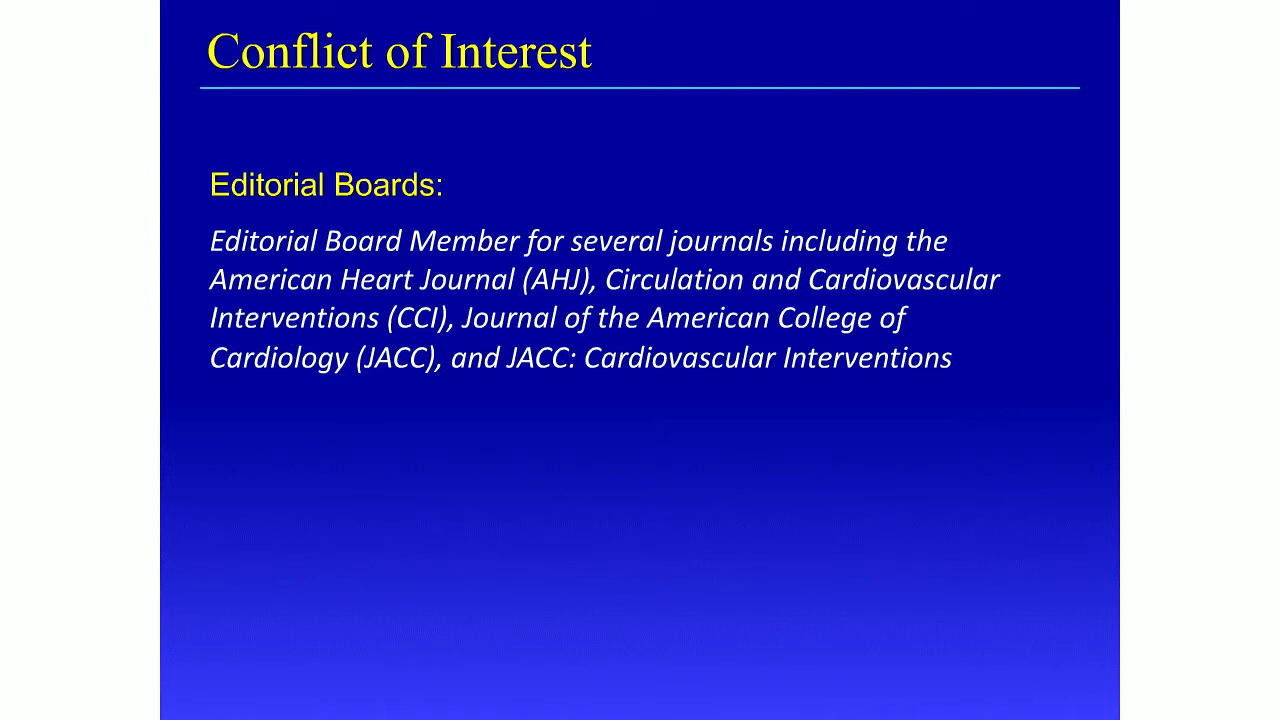 Conflict of Interest
Editorial Boards:
Editorial Board Member for several journals including the
American Heart Journal (AHJ), Circulation and Cardiovascular
Interventions (CCI), Journal of the American College of
Cardiology (JACC), and JACC: Cardiovascular Interventions